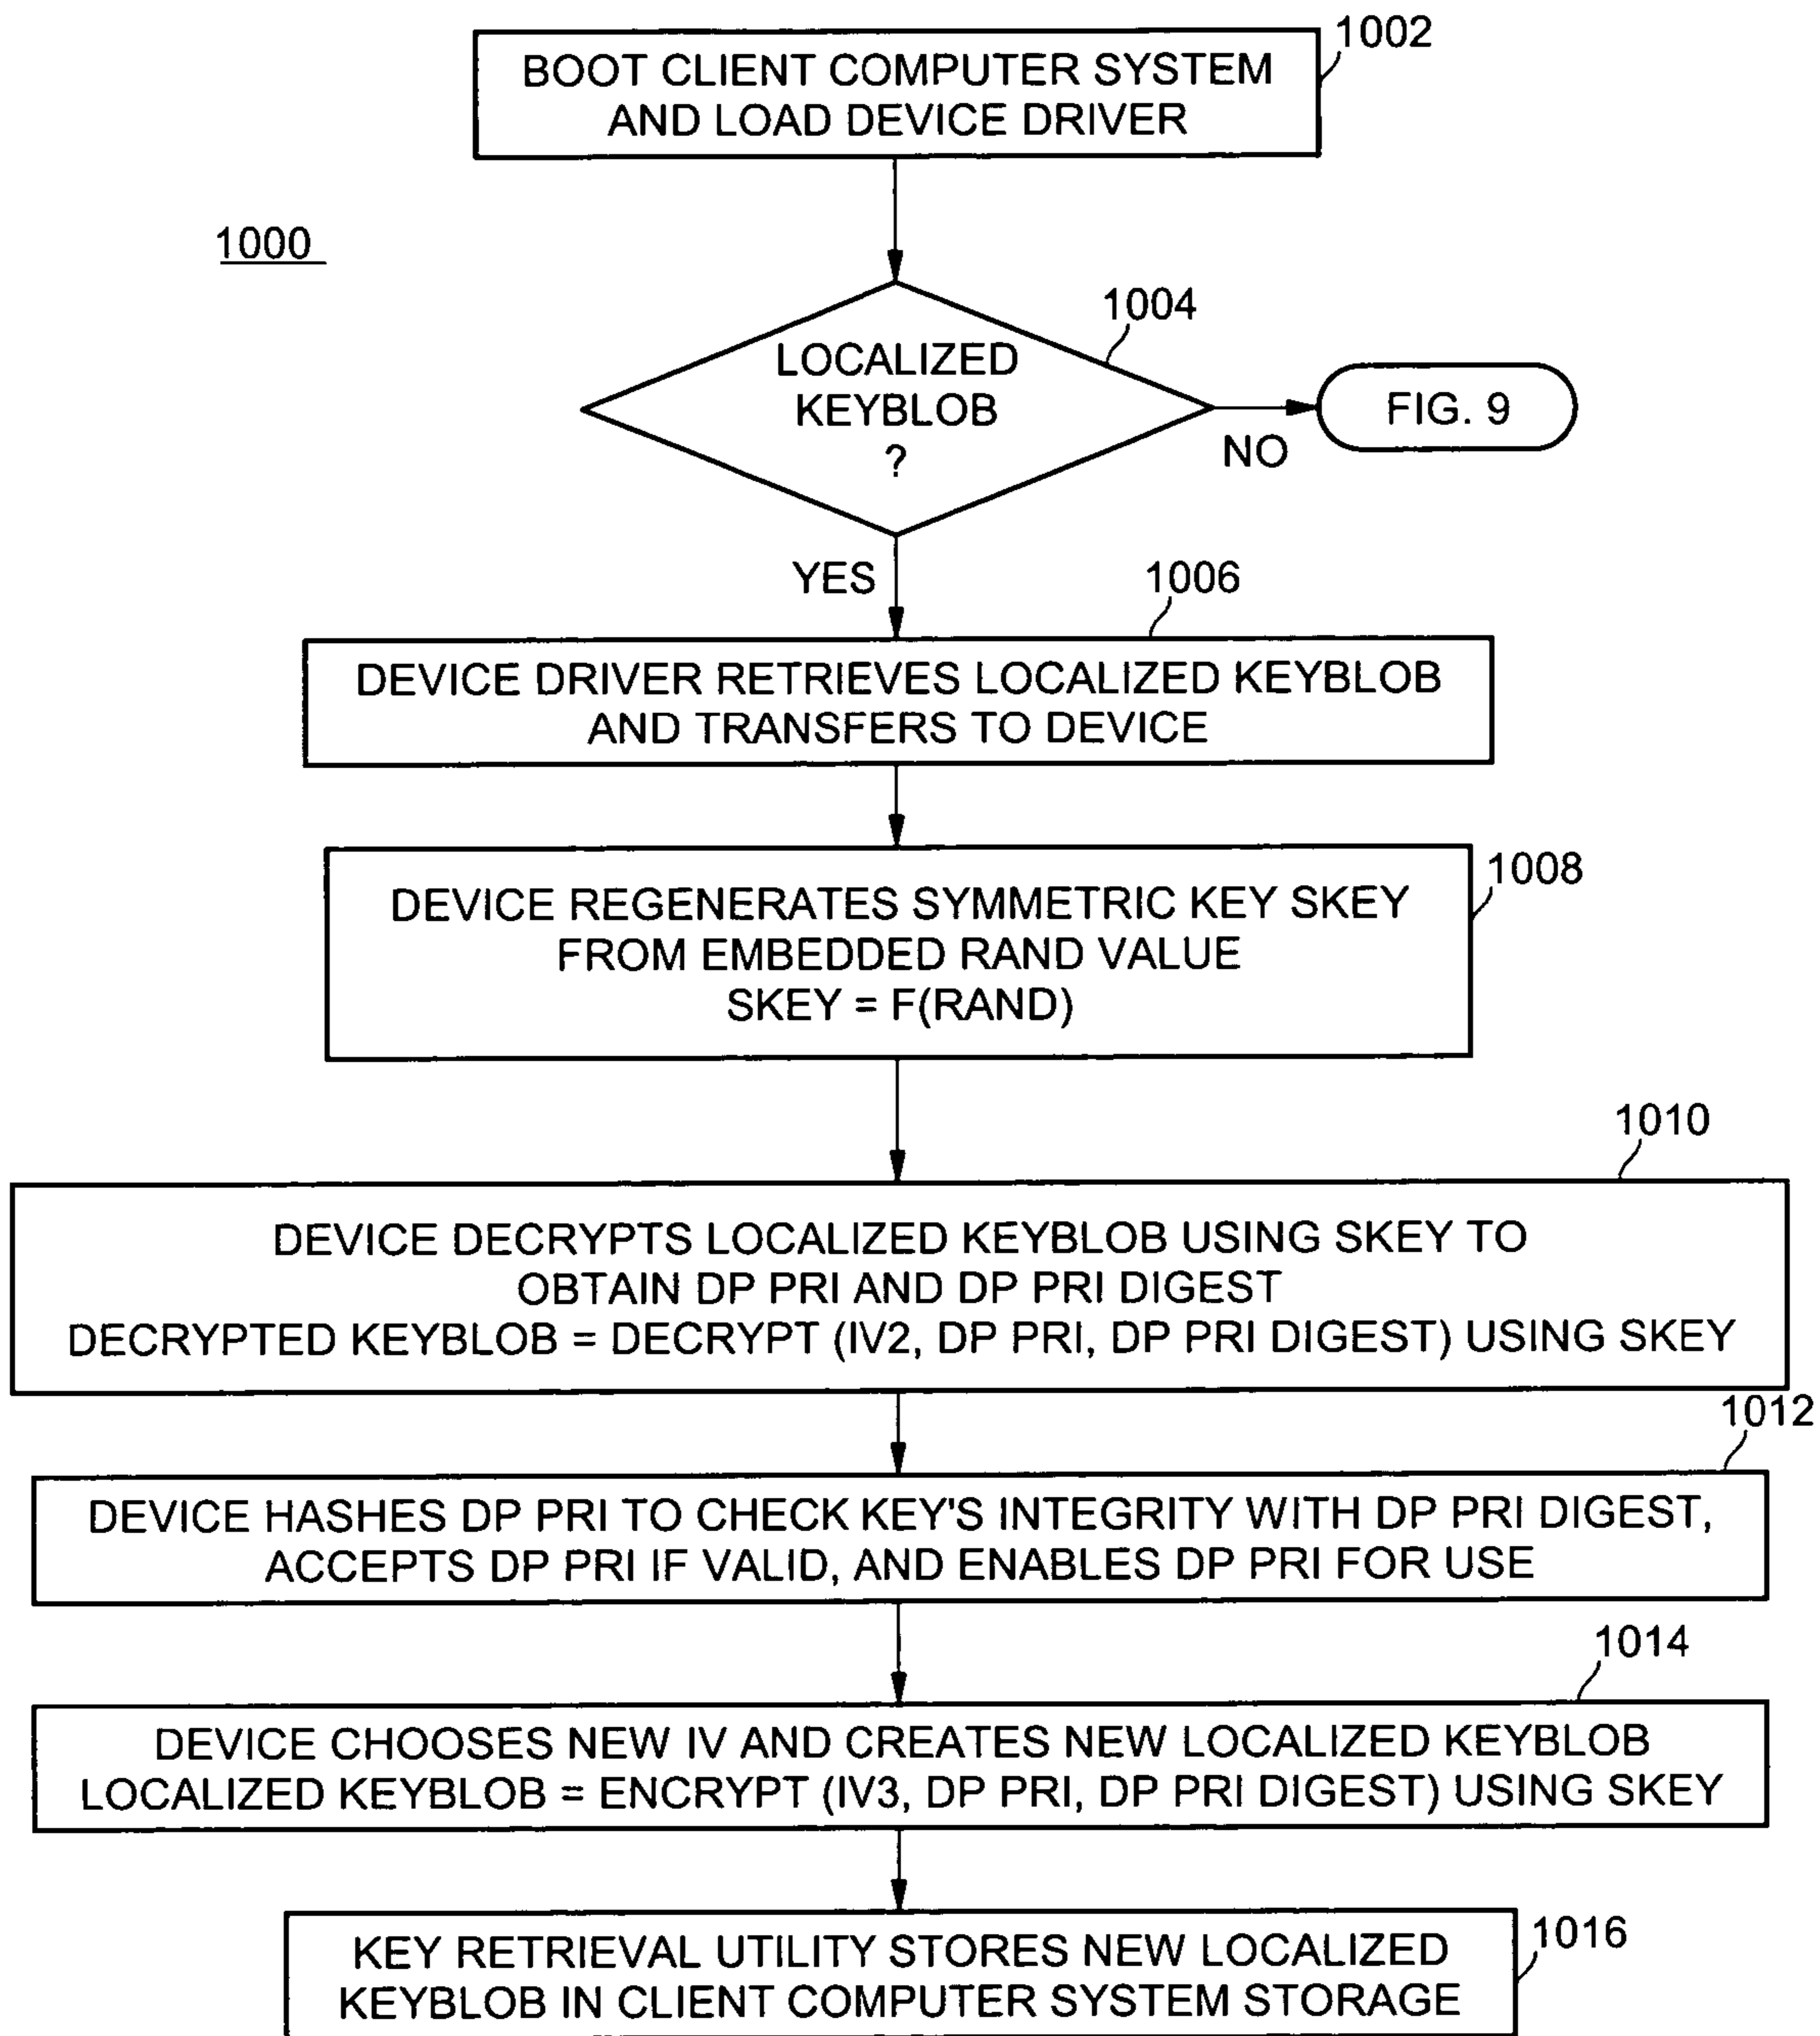 1002
BOOT CLIENT COMPUTER SYSTEM
AND LOAD DEVICE DRIVER
1000
1004
LOCALIZED
KEYBLOB
?
FIG. 9
NO
YES
1006
DEVICE DRIVER RETRIEVES LOCALIZED KEYBLOB
AND TRANSFERS TO DEVICE
1008
DEVICE REGENERATES SYMMETRIC KEY SKEY
FROM EMBEDDED RAND VALUE
SKEY = F(RAND)
1010
DEVICE DECRYPTS LOCALIZED KEYBLOB USING SKEY TO
OBTAIN DP PRI AND DP PRI DIGEST
DECRYPTED KEYBLOB = DECRYPT (IV2, DP PRI, DP PRI DIGEST) USING SKEY
1012
DEVICE HASHES DP PRI TO CHECK KEY'S INTEGRITY WITH DP PRI DIGEST,
ACCEPTS DP PRI IF VALID, AND ENABLES DP PRI FOR USE
1014
DEVICE CHOOSES NEW IV AND CREATES NEW LOCALIZED KEYBLOB
LOCALIZED KEYBLOB = ENCRYPT (IV3, DP PRI, DP PRI DIGEST) USING SKEY
1016
KEY RETRIEVAL UTILITY STORES NEW LOCALIZED
KEYBLOB IN CLIENT COMPUTER SYSTEM STORAGE